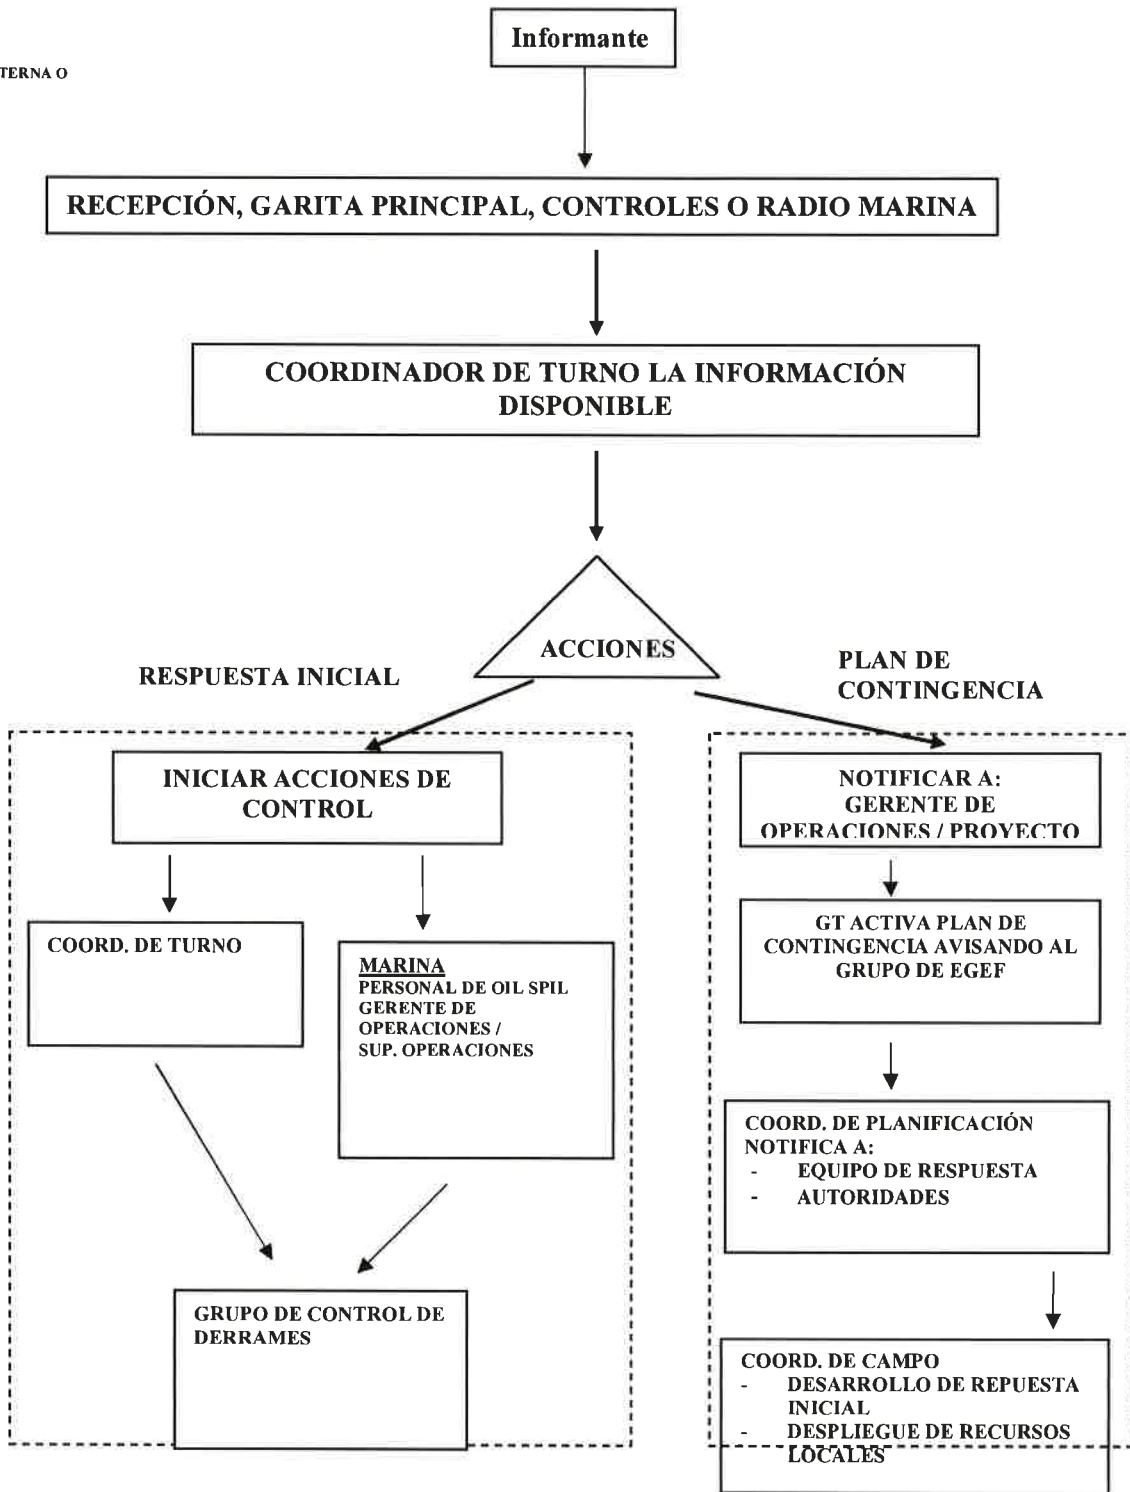 Informante
TERNA O
RECEPCIÓN, GARITA PRINCIPAL, CONTROLES O RADIO MARINA
COORDINADOR DE TURNO LA INFORMACIÓN
DISPONIBLE
ACCIONES
RESPUESTA INICIAL
PLAN DE
CONTINGENCIA
INICIAR ACCIONES DE
CONTROL
COORD. DE TURNO
MARINA
PERSONAL DE OIL SPIL
GERENTE DE
OPERACIONES /
SUP. OPERACIONES
GRUPO DE CONTROL DE
DERRAMES
NOTIFICAR A:
GERENTE DE
OPERACIONES / PROYECTO
GT ACTIVA PLAN DE
CONTINGENCIA AVISANDO AL
GRUPO DE EGEF
COORD. DE PLANIFICACIÓN
NOTIFICA A:
- EQUIPO DE RESPUESTA
- AUTORIDADES
COORD. DE CAMPO
- DESARROLLO DE REPUESTA
INICIAL
- DESPLIEGUE DE RECURSOS
LOCALES